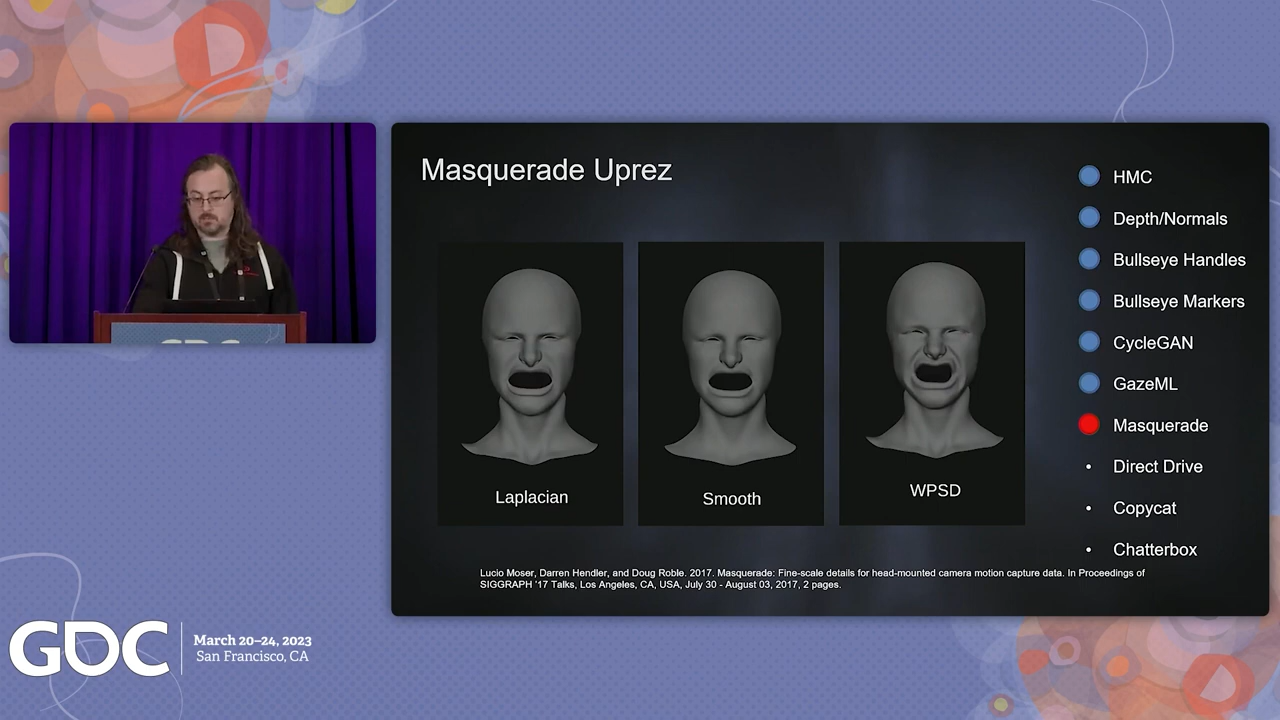 Masquerade Uprez
HMC
Depth/Normals
Bullseye Handles
Bullseye Markers
CycleGAN
GazeML
Masquerade
Direct Drive
Copycat
Chatterbox
Laplacian
Smooth
WPSD
Lucio Moser, Darren Hendler, and Doug Roble. 2017. Masquerade: Fine-scale details for head-mounted camera motion capture data. In Proceedings of
SIGGRAPH '17 Talks, Los Angeles, CA, USA, July 30 - August 03, 2017, 2 pages.
GDC
March 20–24, 2023
San Francisco, CA